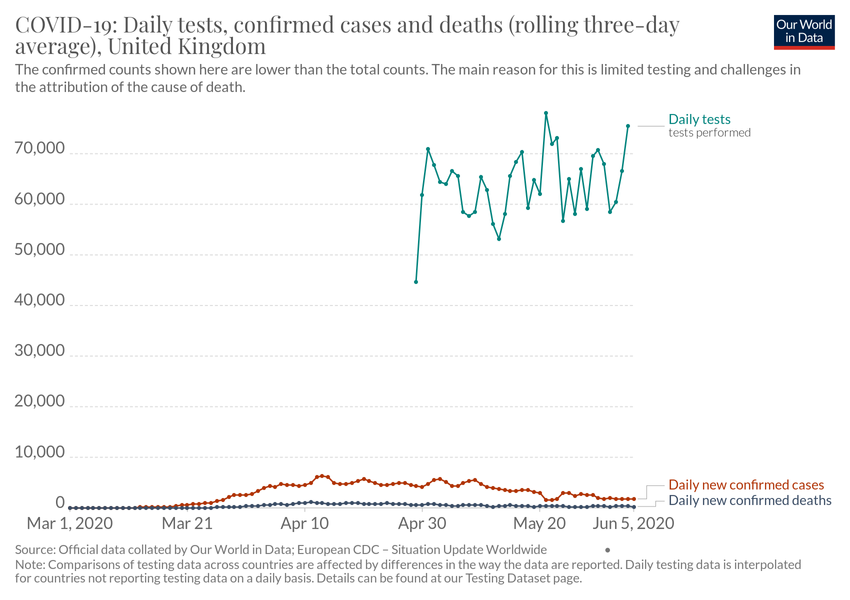 COVID-19: Daily tests, confirmed cases and deaths (rolling three-day
average), United Kingdom
Our World
in Data
The confirmed counts shown here are lower than the total counts. The main reason for this is limited testing and challenges in
the attribution of the cause of death.
Daily tests
tests performed
70,000
60,000
50,000
40,000
30,000
20,000
10,000
Daily new confirmed cases
Daily new confirmed deaths
0
Mar 1, 2020 Mar 21 Apr 10 Apr 30 May 20 Jun 5, 2020
Source: Official data collated by Our World in Data; European CDC – Situation Update Worldwide
Note: Comparisons of testing data across countries are affected by differences in the way the data are reported. Daily testing data is interpolated
for countries not reporting testing data on a daily basis. Details can be found at our Testing Dataset page.